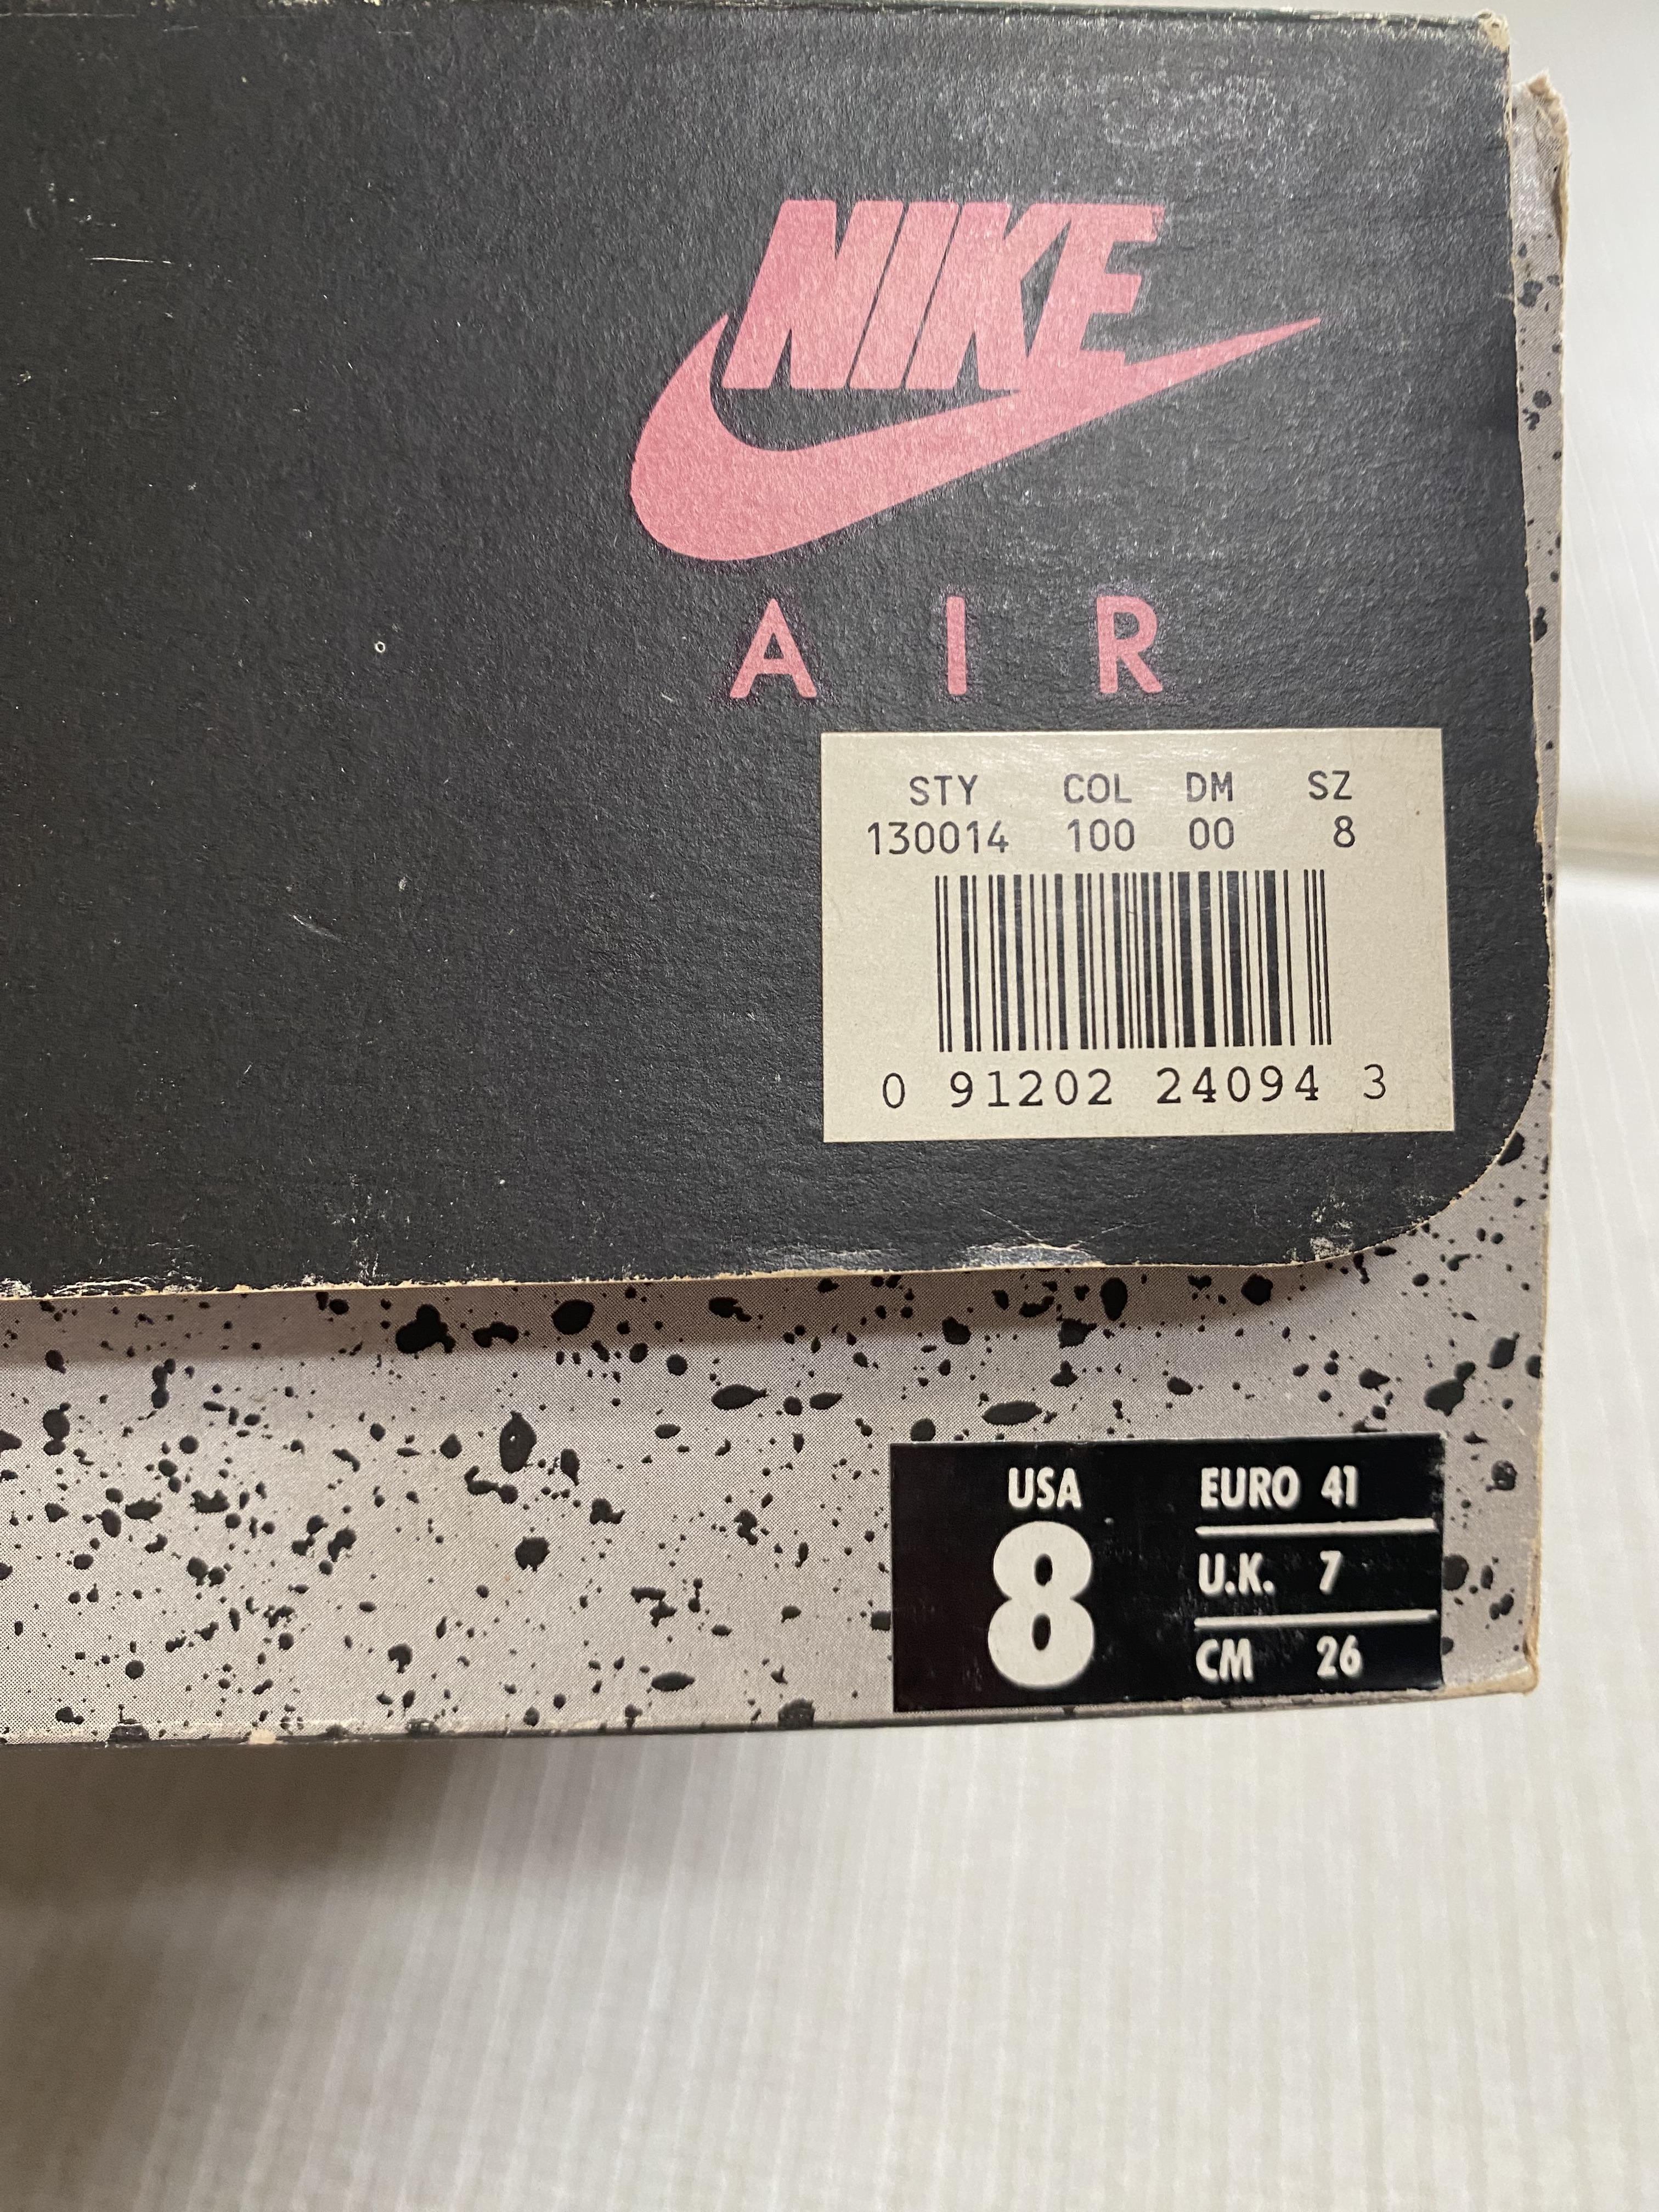 NIKE
AIR
STY COL DM SZ
130014 100 00 8
0 91202 24094 3
USA
8
EURO 41
U.K. 7
CM 26